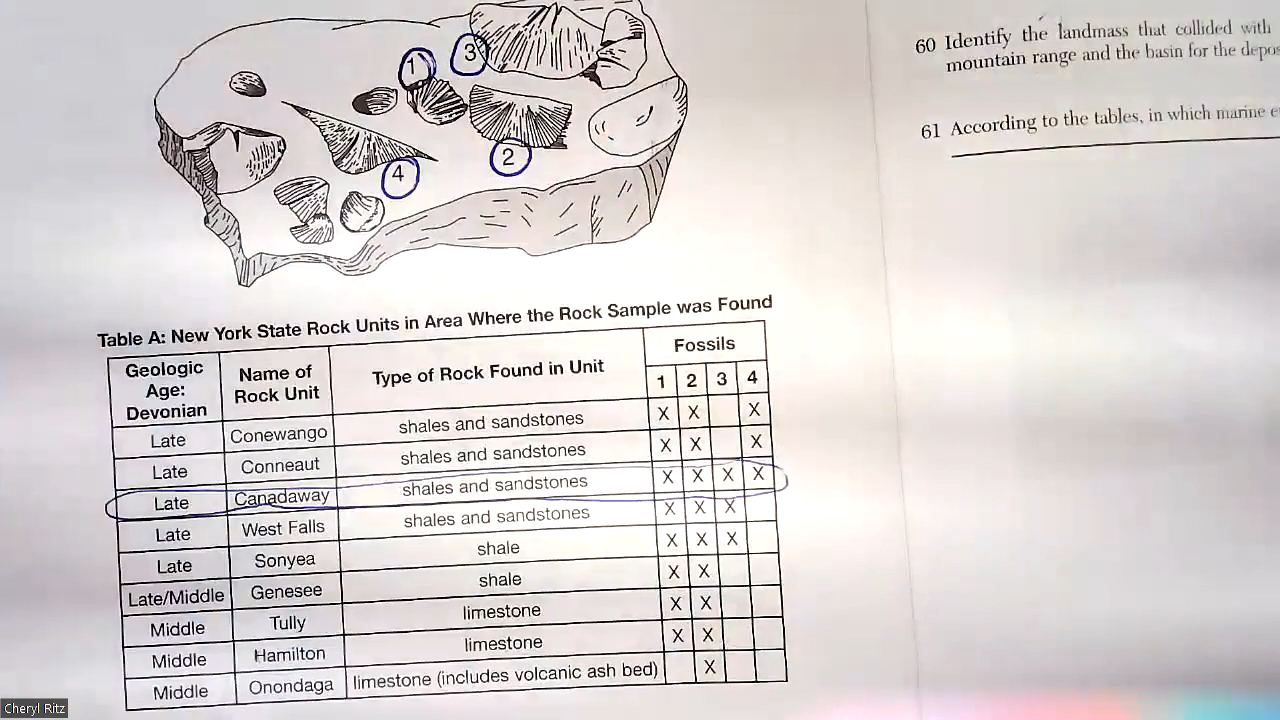 1
3
2
4
60 Identify the landmass that collided with
mountain range and the basin for the
61 According to the tables, in which marine
Table A: New York State Rock Units in Area Where the Rock Sample was Found
Geologic Age: Devonian Name of Rock Unit Type of Rock Found in Unit Fossils
1 2 3 4
Late Conewango shales and sandstones X X X
Late Conneaut shales and sandstones X X X
Late Canadaway shales and sandstones X X X X
Late West Falls shales and sandstones X X X
Late Sonyea shale X X X
Late/Middle Genesee shale X X
Middle Tully limestone X X
Middle Hamilton limestone X X
Middle Onondaga limestone (includes volcanic ash bed) X
Cheryl Ritz